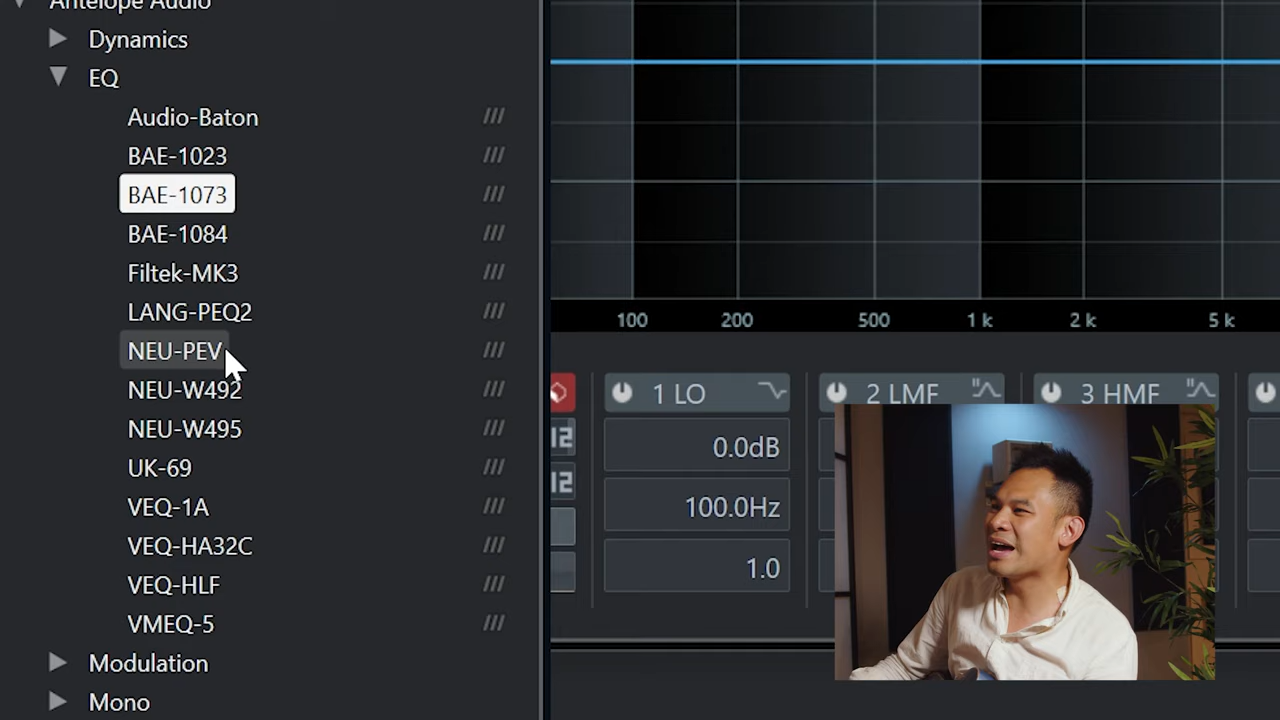 Antelope Audio
Dynamics
EQ
Audio-Baton
BAE-1023
BAE-1073
BAE-1084
Filtek-MK3
LANG-PEQ2
NEU-PEV
NEU-W492
NEU-W495
UK-69
VEQ-1A
VEQ-HA32C
VEQ-HLF
VMEQ-5
Modulation
Mono
100 200 500 1 k 2 k 5 k
1 LO 2 LMF 3 HMF
12 0.0dB
12 100.0Hz
1.0